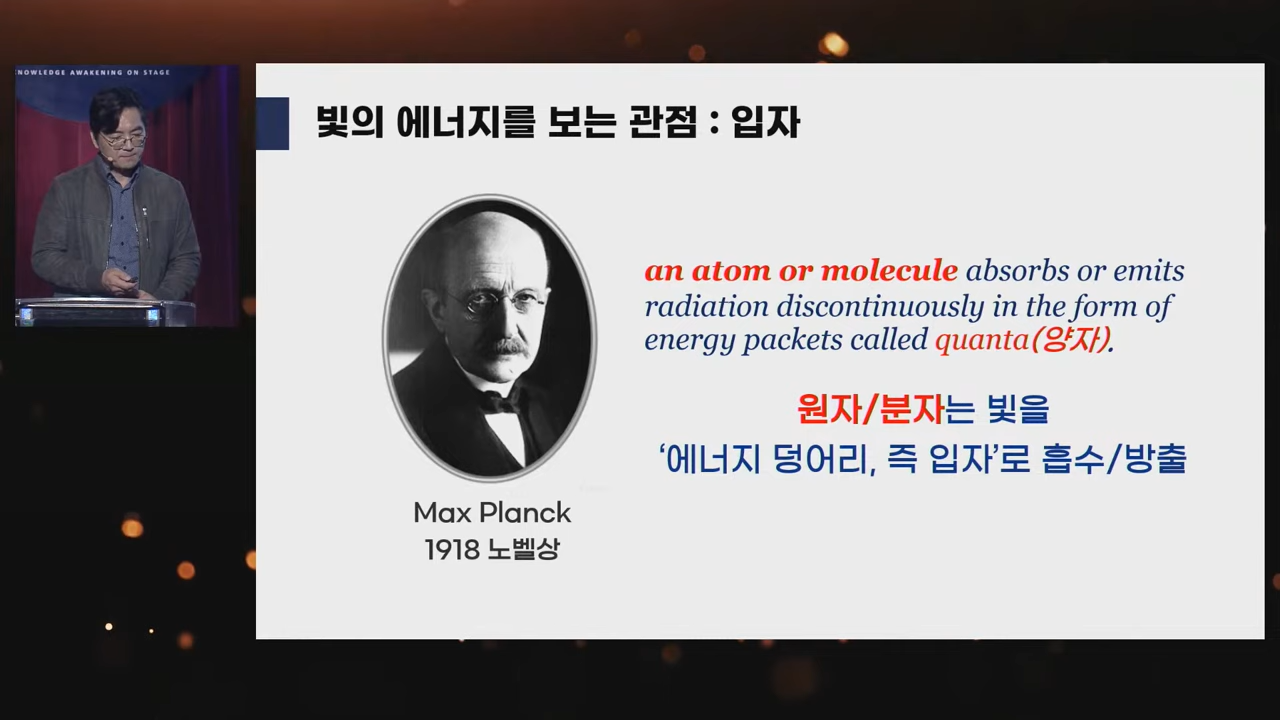 NOWLEDGE AWAKENING ON STAGE
빛의 에너지를 보는 관점 : 입자
an atom or molecule absorbs or emits
radiation discontinuously in the form of
energy packets called quanta(양자).
원자/분자는 빛을
‘에너지 덩어리, 즉 입자’로 흡수/방출
Max Planck
1918 노벨상